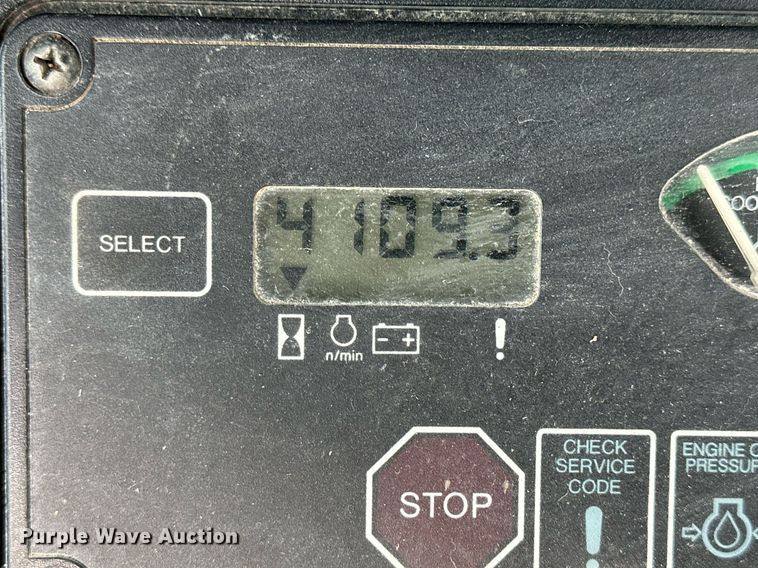 SELECT
4109.3
n/min
STOP
CHECK
SERVICE
CODE
!
ENGINE O
PRESSUR
Purple Wave Auction